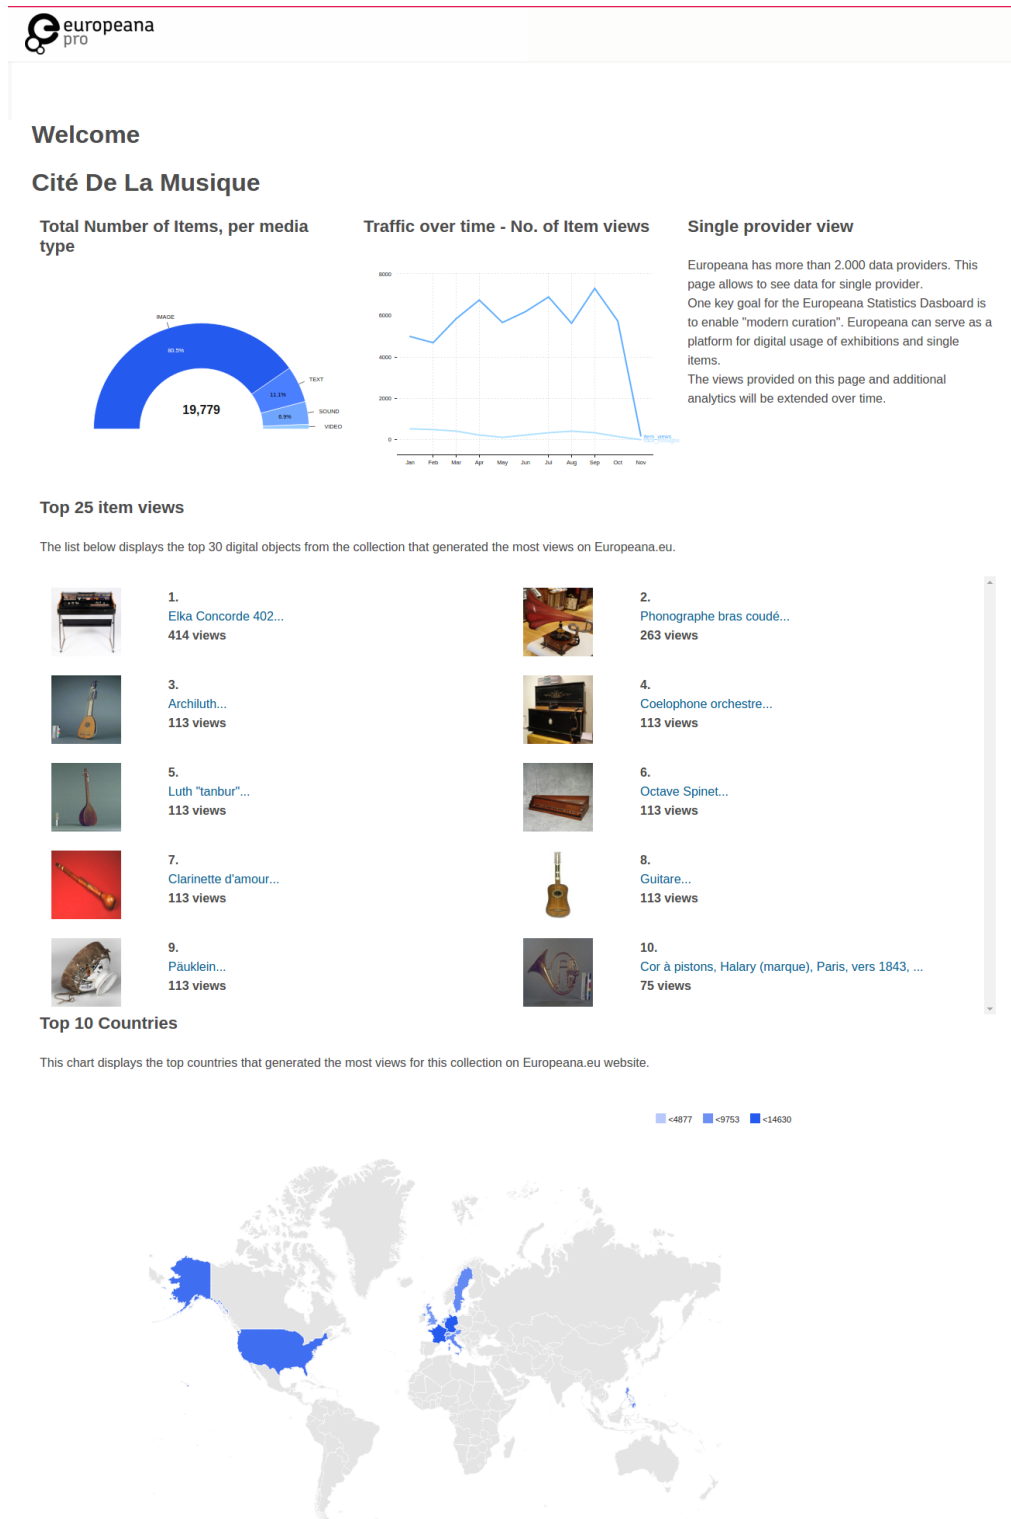 europeana
pro
Welcome
Cité De La Musique
Total Number of Items, per media
type
IMAGE
80.5%
TEXT
11.1%
SOUND
6.9%
VIDEO
19,779
Traffic over time - No. of Item views
8000
6000
4000
2000
0
Jan Feb Mar Apr May Jun Jul Aug Sep Oct Nov
Single provider view
Europeana has more than 2.000 data providers. This
page allows to see data for single provider.
One key goal for the Europeana Statistics Dasboard is
to enable "modern curation". Europeana can serve as a
platform for digital usage of exhibitions and single
items.
The views provided on this page and additional
analytics will be extended over time.
Top 25 item views
The list below displays the top 30 digital objects from the collection that generated the most views on Europeana.eu.
1.
Elka Concorde 402...
414 views
2.
Phonographe bras coudé...
263 views
3.
Archiluth...
113 views
4.
Coelophone orchestre...
113 views
5.
Luth "tanbur"...
113 views
6.
Octave Spinet...
113 views
7.
Clarinette d'amour...
113 views
8.
Guitare...
113 views
9.
Päuklein...
113 views
10.
Cor à pistons, Halary (marque), Paris, vers 1843, ...
75 views
Top 10 Countries
This chart displays the top countries that generated the most views for this collection on Europeana.eu website.
<4877 <9753 <14630